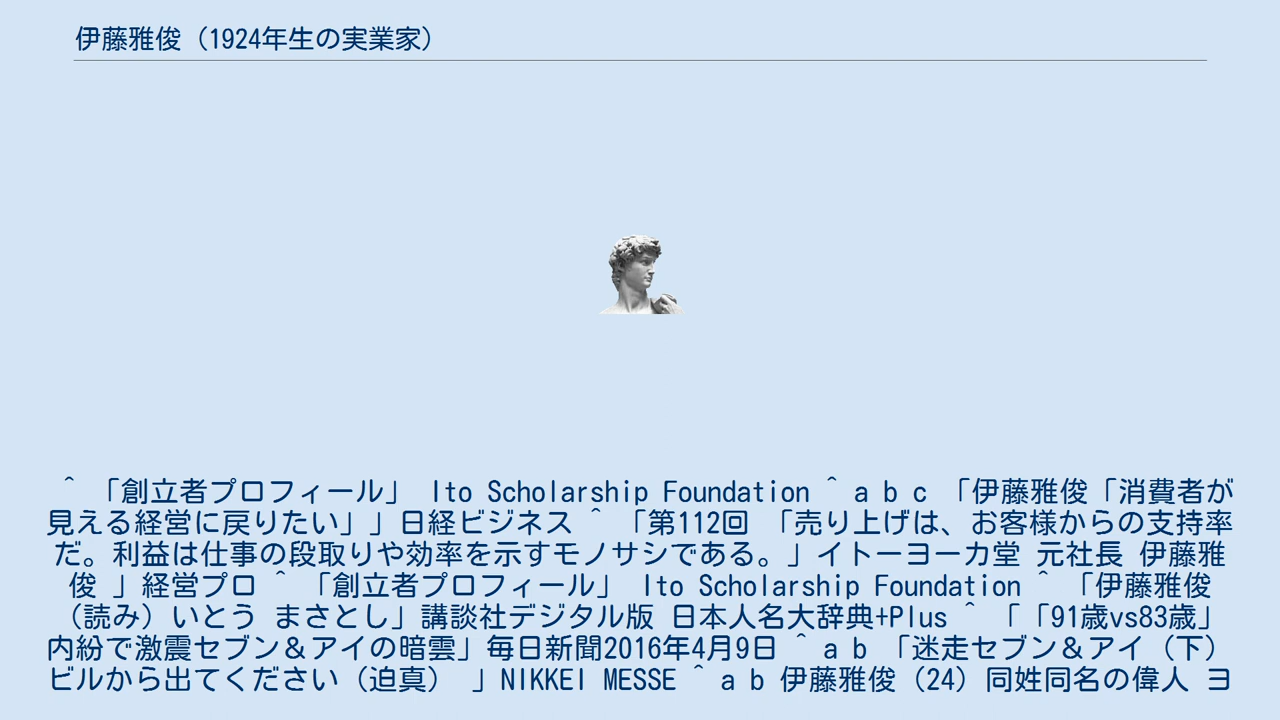 伊藤雅俊（1924年生の実業家）
^ 「創立者プロフィール」 Ito Scholarship Foundation ^ a b c 「伊藤雅俊「消費者が
見える経営に戻りたい」」日経ビジネス ^ 「第112回 「売り上げは、お客様からの支持率
だ。利益は仕事の段取りや効率を示すモノサシである。」イトーヨーカ堂 元社長 伊藤雅
俊 」経営プロ ^ 「創立者プロフィール」 Ito Scholarship Foundation ^ 「伊藤雅俊
（読み）いとう まさとし」講談社デジタル版 日本人名大辞典+Plus ^ 「「91歳vs83歳」
内紛で激震セブン＆アイの暗雲」毎日新聞2016年4月9日 ^ a b 「迷走セブン＆アイ（下）
ビルから出てください（迫真） 」NIKKEI MESSE ^ a b 伊藤雅俊（24）同姓同名の偉人 ヨ